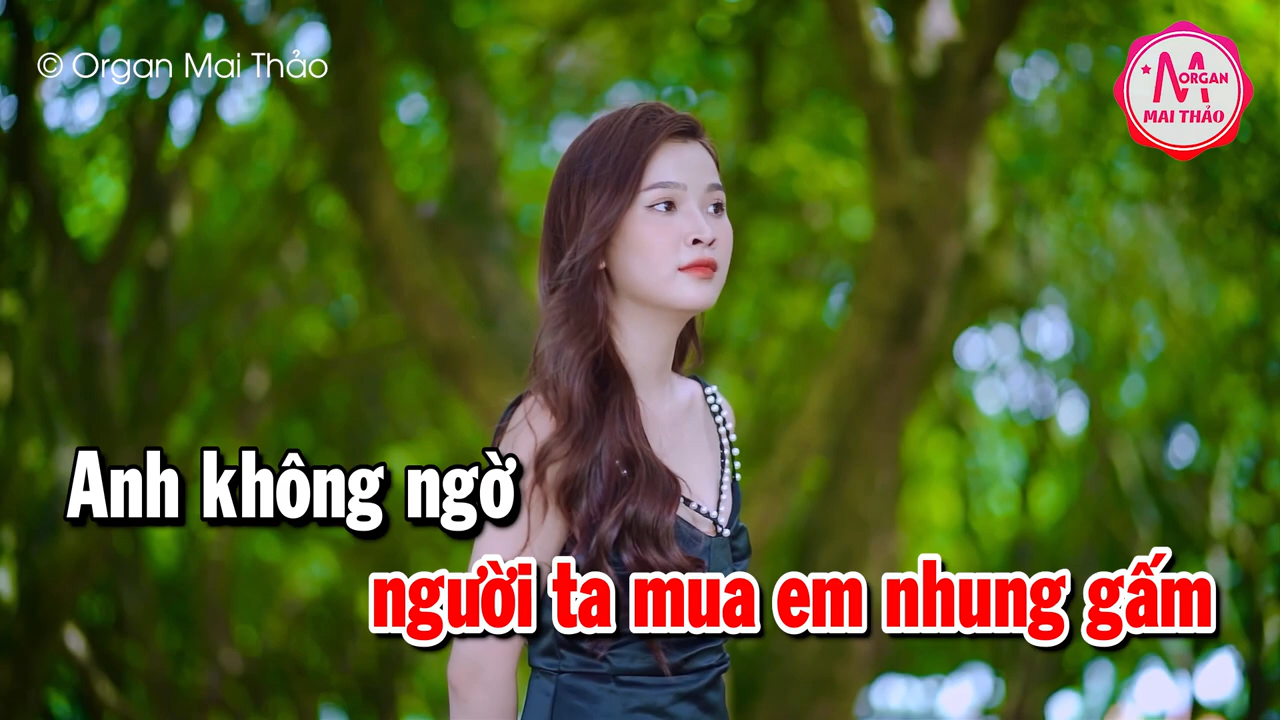 © Organ Mai Thảo
M ORGAN
MAI THẢO
Anh không ngờ
người ta mua em nhung gấm